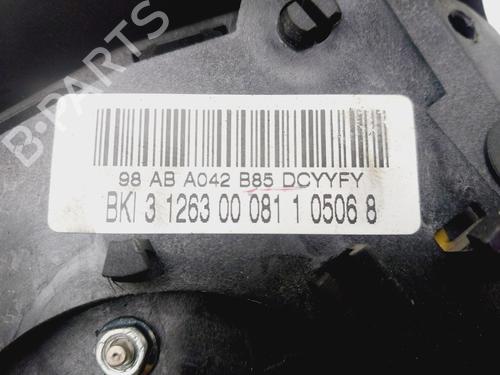 B-PARTS
98 AB A042 B85 DCYYFY
BKI 3 1263 00 081 1 0506 8